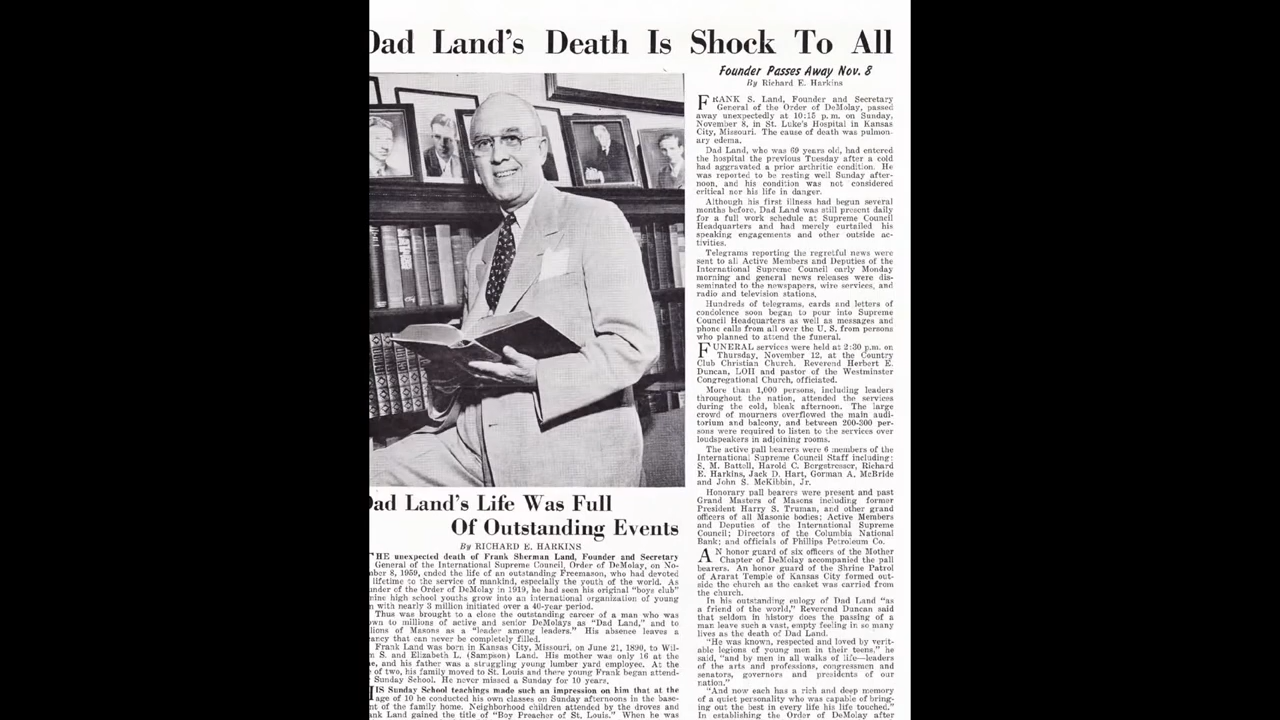 Dad Land's Death Is Shock To All
Founder Passes Away Nov. 8
By Richard E. Harkins
FRANK S. Land, Founder and Secretary
General of the Order of DeMolay, passed
away unexpectedly at 10:15 p.m. on Sunday,
November 8, in St. Luke's Hospital in Kansas
City, Missouri. The cause of death was pulmon-
ary edema.
Dad Land, who was 69 years old, had entered
the hospital the previous Tuesday after a cold
had aggravated a prior arthritic condition. He
was reported to be resting well Sunday after-
noon, and his condition was not considered
critical nor his life in danger.
Although his first illness had begun several
months before, Dad Land was still present daily
for a full work schedule at Supreme Council
Headquarters and had merely curtailed his
speaking engagements and other outside ac-
tivities.
Telegrams reporting the regretful news were
sent to all Active Members and Deputies of the
International Supreme Council early Monday
morning and general news releases were dis-
seminated to the newspapers, wire services, and
radio and television stations.
Hundreds of telegrams, cards and letters of
condolence soon began to pour into Supreme
Council Headquarters as well as messages and
phone calls from all over the U. S. from persons
who planned to attend the funeral.
FUNERAL services were held at 2:30 p.m. on
Thursday, November 12, at the Country
Club Christian Church. Reverend Herbert E.
Duncan, LOH and pastor of the Westminster
Congregational Church, officiated.
More than 1,000 persons, including leaders
throughout the nation, attended the services
during the cold, bleak afternoon. The large
crowd of mourners overflowed the main audi-
torium and balcony, and between 200-300 per-
sons were required to listen to the services over
loudspeakers in adjoining rooms.
The active pall bearers were 6 members of the
International Supreme Council Staff including:
S. M. Battell, Harold C. Bergstresser, Richard
E. Harkins, Jack D. Hart, Gorman A. McBride
and John S. McKibbin, Jr.
Honorary pall bearers were present and past
Grand Masters of Masons including former
President Harry S. Truman, and other grand
officers of all Masonic bodies; Active Members
and Deputies of the International Supreme
Council; Directors of the Columbia National
Bank; and officials of Phillips Petroleum Co.
AN honor guard of six officers of the Mother
Chapter of DeMolay accompanied the pall
bearers. An honor guard of the Shrine Patrol
of Ararat Temple of Kansas City formed out-
side the church as the casket was carried from
the church.
In his outstanding eulogy of Dad Land "as
a friend of the world," Reverend Duncan said
that seldom in history does the passing of a
man leave such a vast, empty feeling in so many
lives as the death of Dad Land.
"He was known, respected and loved by verit-
able legions of young men in their teens," he
said, "and by men in all walks of life—leaders
of the arts and professions, congressmen and
senators, governors and presidents of our
nation."
"And now each has a rich and deep memory
of a quiet personality who was capable of bring-
ing out the best in every life his life touched."
In establishing the Order of DeMolay after
Dad Land's Life Was Full
Of Outstanding Events
By RICHARD E. HARKINS
THE unexpected death of Frank Sherman Land, Founder and Secretary
General of the International Supreme Council, Order of DeMolay, on No-
ber 8, 1959, ended the life of an outstanding Freemason, who had devoted
lifetime to the service of mankind, especially the youth of the world. As
under of the Order of DeMolay in 1919, he had seen his original "boys club"
nine high school youths grow into an international organization of young
n with nearly 3 million initiated over a 40-year period.
Thus was brought to a close the outstanding career of a man who was
own to millions of active and senior DeMolays as "Dad Land," and to
lions of Masons as a "leader among leaders." His absence leaves a
ancy that can never be completely filled.
Frank Land was born in Kansas City, Missouri, on June 21, 1890, to Wil-
m S. and Elizabeth L. (Sampson) Land. His mother was only 16 at the
e, and his father was a struggling young lumber yard employee. At the
e of two, his family moved to St. Louis and there young Frank began attend-
Sunday School. He never missed a Sunday for 10 years.
HIS Sunday School teachings made such an impression on him that at the
age of 10 he conducted his own classes on Sunday afternoons in the base-
nt of the family home. Neighborhood children attended by the droves and
ank Land gained the title of "Boy Preacher of St. Louis." When he was